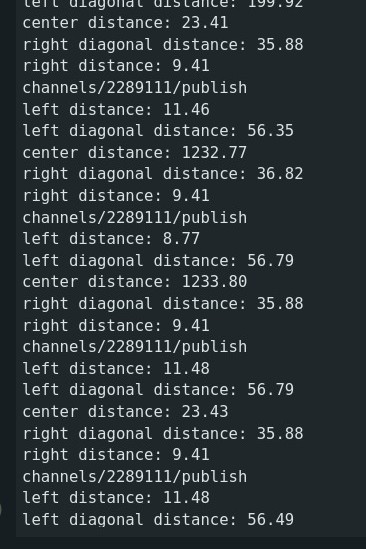 left diagonal distance: 199.92
center distance: 23.41
right diagonal distance: 35.88
right distance: 9.41
channels/2289111/publish
left distance: 11.46
left diagonal distance: 56.35
center distance: 1232.77
right diagonal distance: 36.82
right distance: 9.41
channels/2289111/publish
left distance: 8.77
left diagonal distance: 56.79
center distance: 1233.80
right diagonal distance: 35.88
right distance: 9.41
channels/2289111/publish
left distance: 11.48
left diagonal distance: 56.79
center distance: 23.43
right diagonal distance: 35.88
right distance: 9.41
channels/2289111/publish
left distance: 11.48
left diagonal distance: 56.49